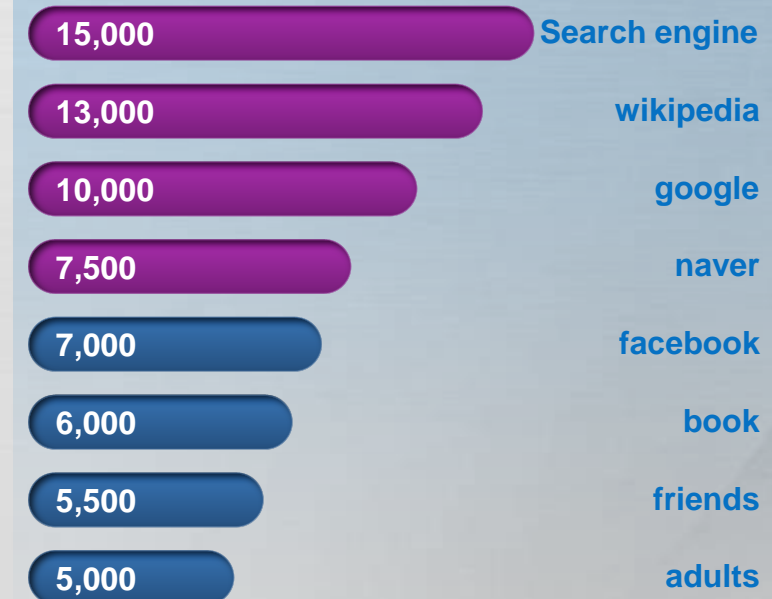 15,000 Search engine
13,000 wikipedia
10,000 google
7,500 naver
7,000 facebook
6,000 book
5,500 friends
5,000 adults